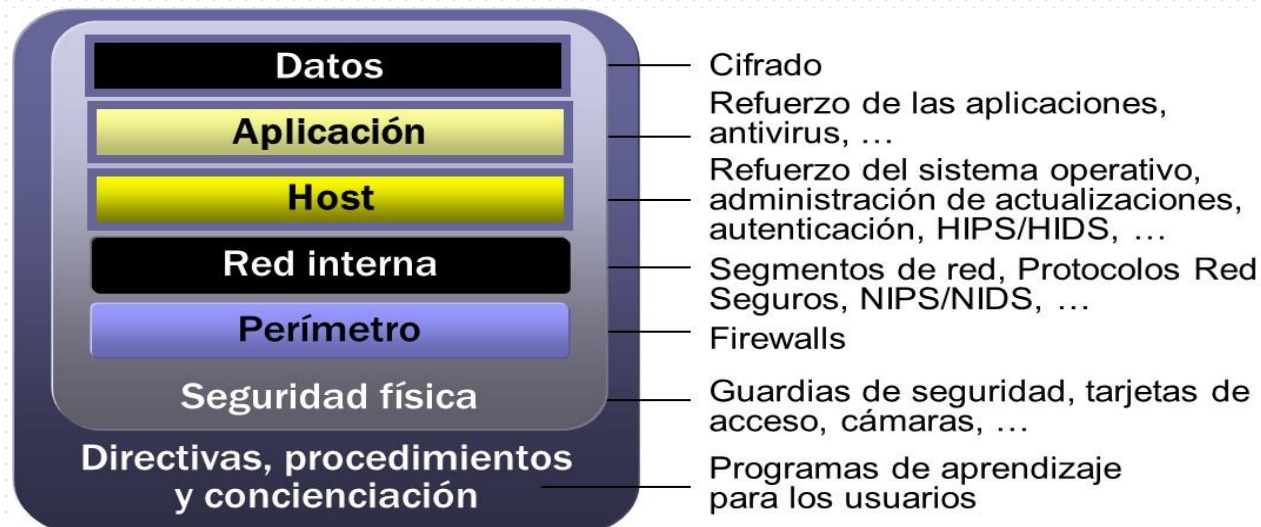 Datos
Cifrado
Aplicación
Refuerzo de las aplicaciones,
antivirus, ...
Host
Refuerzo del sistema operativo,
administración de actualizaciones,
autenticación, HIPS/HIDS, ...
Red interna
Segmentos de red, Protocolos Red
Seguros, NIPS/NIDS, ...
Perímetro
Firewalls
Seguridad física
Guardias de seguridad, tarjetas de
acceso, cámaras, ...
Directivas, procedimientos
y concienciación
Programas de aprendizaje
para los usuarios